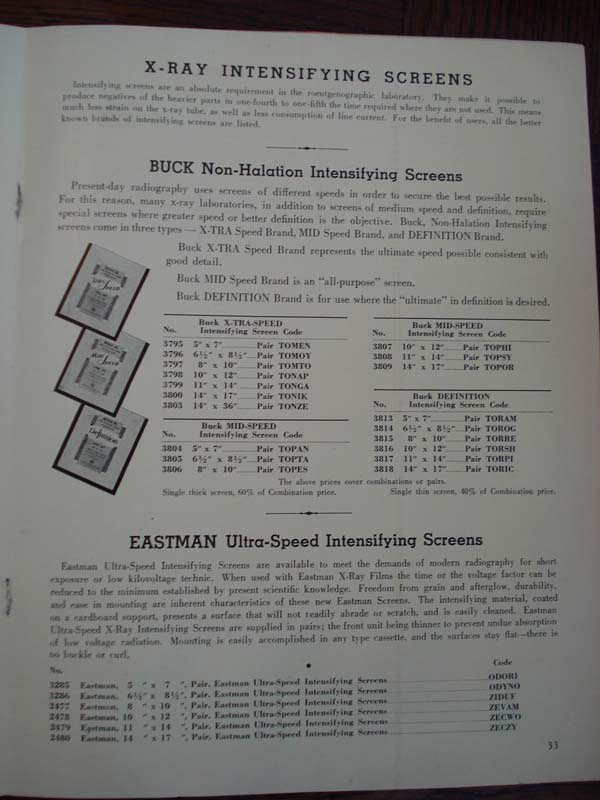 X-RAY INTENSIFYING SCREENS
Intensifying screens are an absolute requirement in the roentgenographic laboratory. They make it possible to
produce negatives of the heavier parts in one-fourth to one-fifth the time required where they are not used. This means
much less strain on the x-ray tube, as well as less consumption of line current. For the benefit of users, all the better
known brands of intensifying screens are listed.
BUCK Non-Halation Intensifying Screens
Present-day radiography uses screens of different speeds in order to secure the best possible results.
For this reason, many x-ray laboratories, in addition to screens of medium speed and definition, require
special screens where greater speed or better definition is the objective. Buck, Non-Halation Intensifying
screens come in three types — X-TRA Speed Brand, MID Speed Brand, and DEFINITION Brand.
Buck X-TRA Speed Brand represents the ultimate speed possible consistent with
good detail.
Buck MID Speed Brand is an "all-purpose" screen.
Buck DEFINITION Brand is for use where the "ultimate" in definition is desired.
Speed
MID
Speed
Definition
Buck X-TRA-SPEED
No. Intensifying Screen Code
3795 5" x 7" Pair TOMEN
3796 6½" x 8½" Pair TOMOY
3797 8" x 10" Pair TOMTO
3798 10" x 12" Pair TONAP
3799 11" x 14" Pair TONGA
3800 14" x 17" Pair TONIK
3803 14" x 36" Pair TONZE
Buck MID-SPEED
No. Intensifying Screen Code
3804 5" x 7" Pair TOPAN
3805 6½" x 8½" Pair TOPTA
3806 8" x 10" Pair TOPES
Buck MID-SPEED
No. Intensifying Screen Code
3807 10" x 12" Pair TOPHI
3808 11" x 14" Pair TOPSY
3809 14" x 17" Pair TOPOR
Buck DEFINITION
No. Intensifying Screen Code
3813 5" x 7" Pair TORAM
3814 6½" x 8½" Pair TOROG
3815 8" x 10" Pair TORRE
3816 10" x 12" Pair TORSH
3817 11" x 14" Pair TORPI
3818 14" x 17" Pair TORIC
The above prices cover combinations or pairs.
Single thick screen, 60% of Combination price. Single thin screen, 40% of Combination price.
EASTMAN Ultra-Speed Intensifying Screens
Eastman Ultra-Speed Intensifying Screens are available to meet the demands of modern radiography for short
exposure or low kilovoltage technic. When used with Eastman X-Ray Films the time or the voltage factor can be
reduced to the minimum established by present scientific knowledge. Freedom from grain and afterglow, durability,
and ease in mounting are inherent characteristics of these new Eastman Screens. The intensifying material, coated
on a cardboard support, presents a surface that will not readily abrade or scratch, and is easily cleaned. Eastman
Ultra-Speed X-Ray Intensifying Screens are supplied in pairs; the front unit being thinner to prevent undue absorption
of low voltage radiation. Mounting is easily accomplished in any type cassette, and the surfaces stay flat—there is
no buckle or curl.
No. Code
3285 Eastman, 5 " x 7 ", Pair, Eastman Ultra-Speed Intensifying Screens ODORI
3286 Eastman, 6½" x 8½", Pair, Eastman Ultra-Speed Intensifying Screens ODYNO
2477 Eastman, 8 " x 10 ", Pair, Eastman Ultra-Speed Intensifying Screens ZIDUF
2478 Eastman, 10 " x 12 ", Pair, Eastman Ultra-Speed Intensifying Screens ZEVAM
2479 Eastman, 11 " x 14 ", Pair, Eastman Ultra-Speed Intensifying Screens ZECWO
2480 Eastman, 14 " x 17 ", Pair, Eastman Ultra-Speed Intensifying Screens ZECZY
33